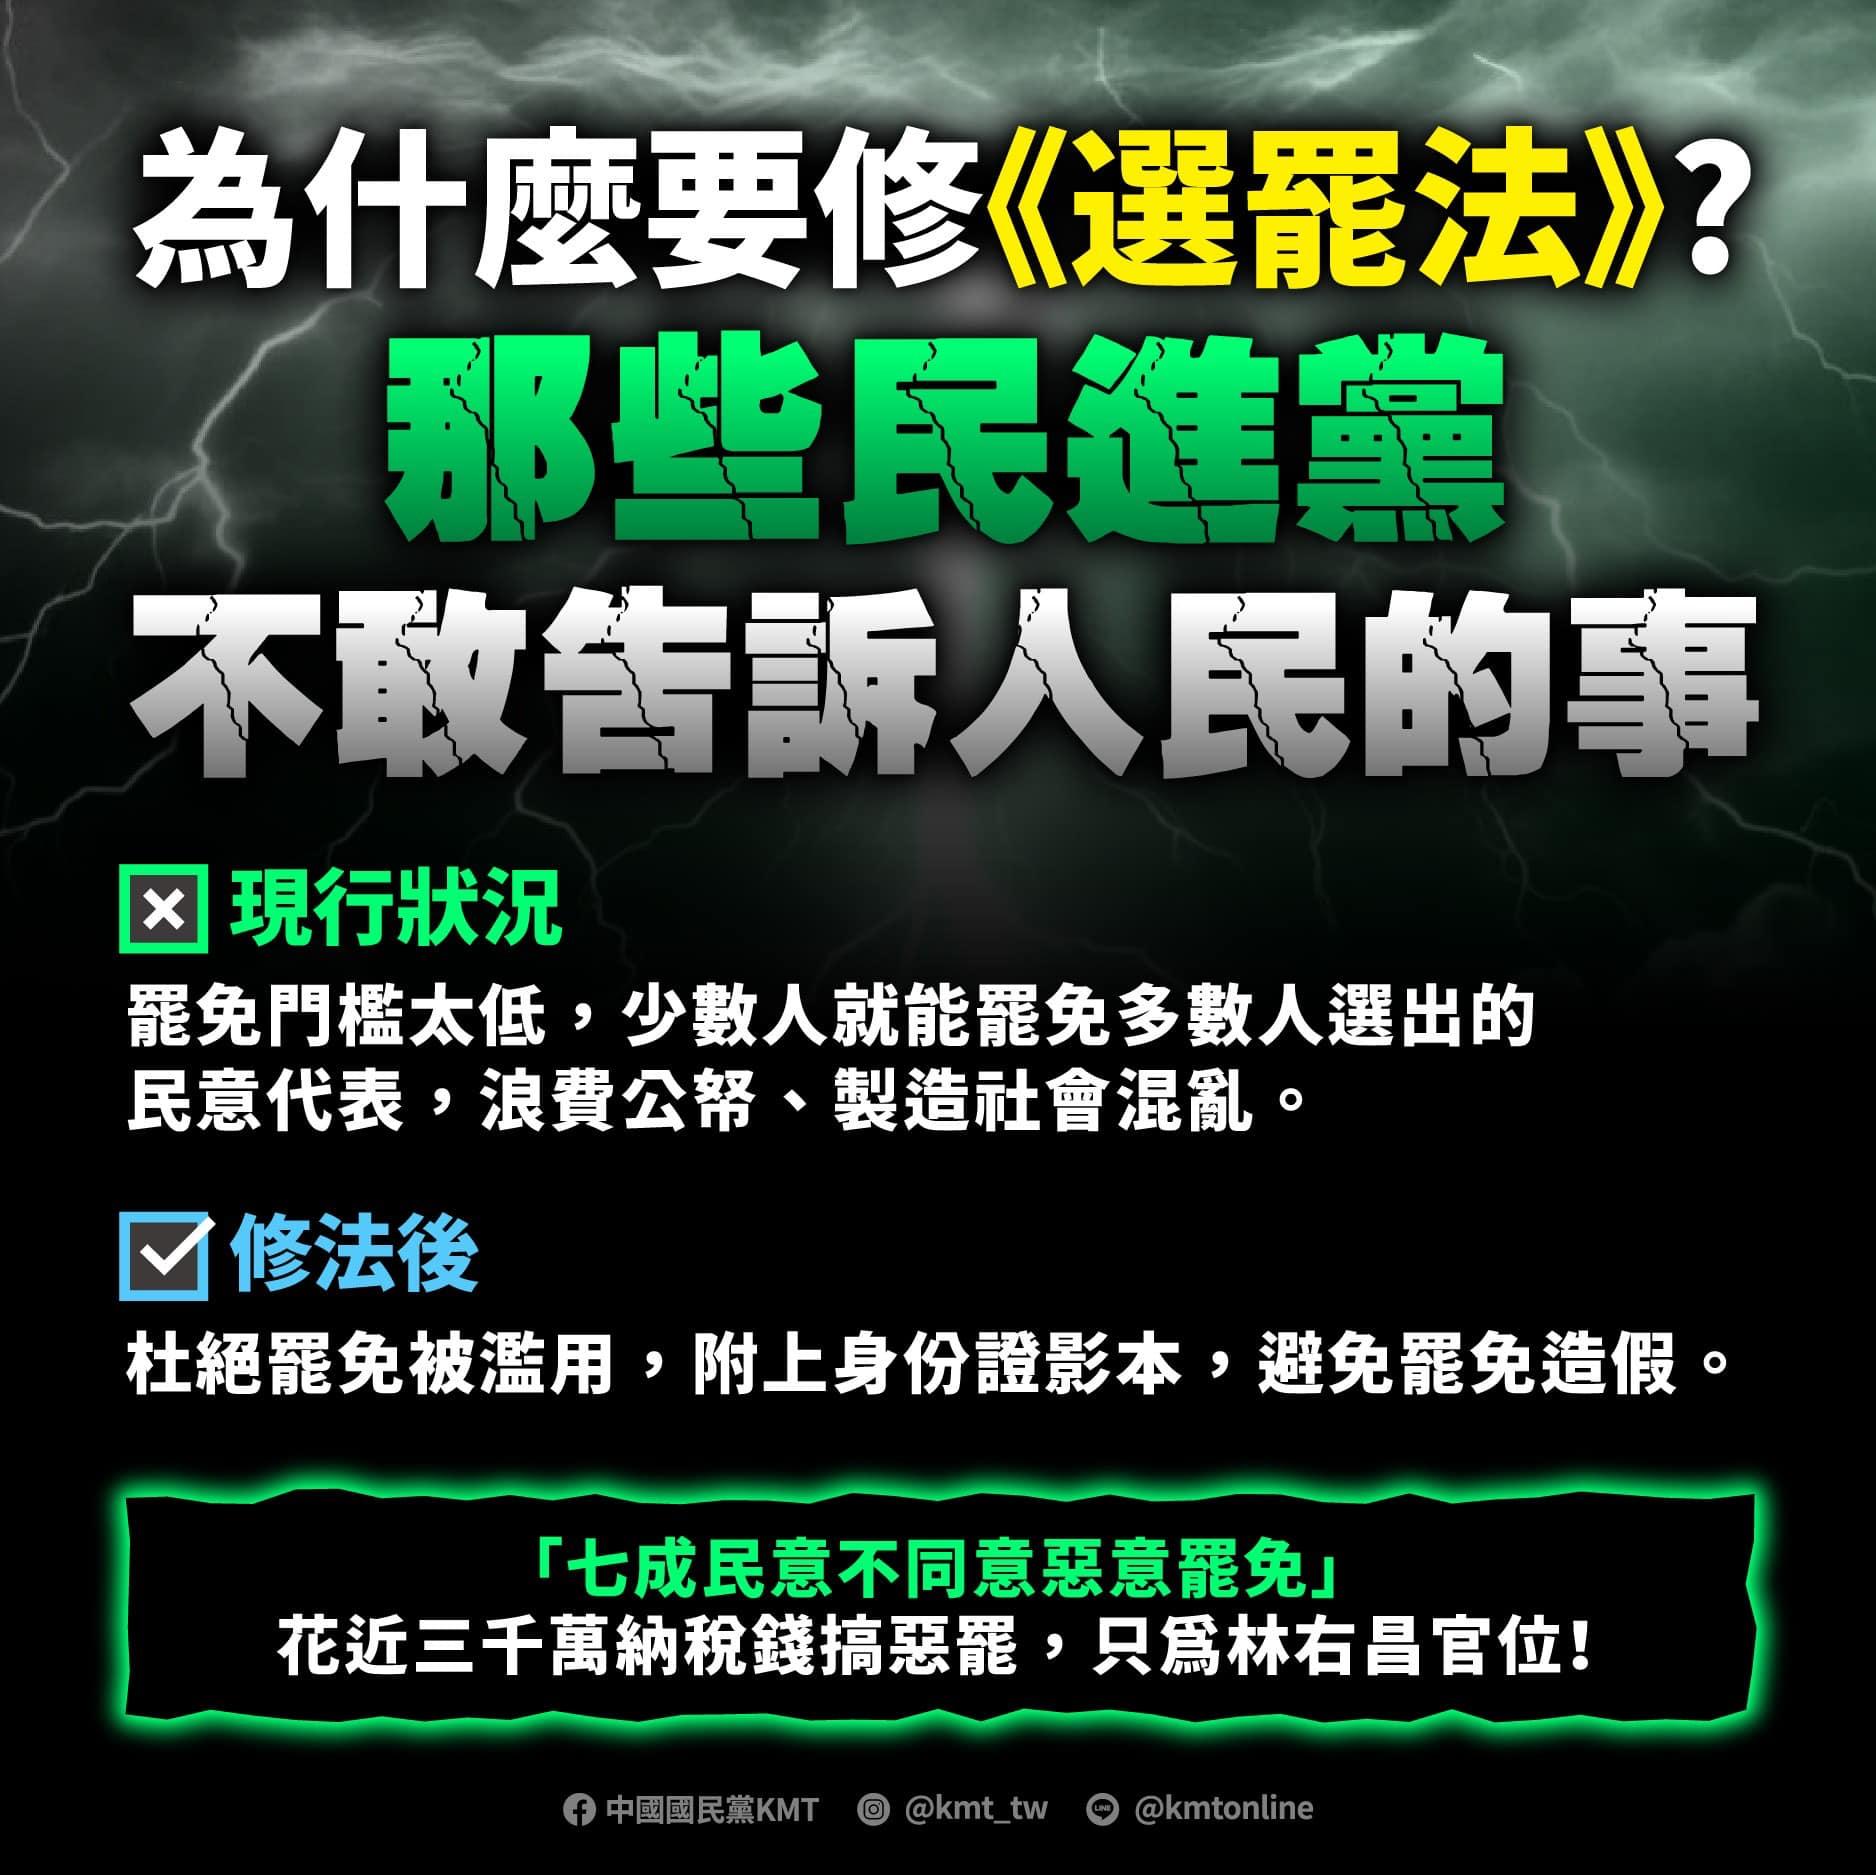 為什麼要修《選罷法》?
那些民進黨
不敢告訴人民的事
現行狀況
罷免門檻太低，少數人就能罷免多數人選出的
民意代表，浪費公帑、製造社會混亂。
修法後
杜絕罷免被濫用，附上身份證影本，避免罷免造假。
「七成民意不同意惡意罷免」
花近三千萬納稅錢搞惡罷，只為林右昌官位!
中國國民黨KMT @kmt_tw LINE @kmtonline